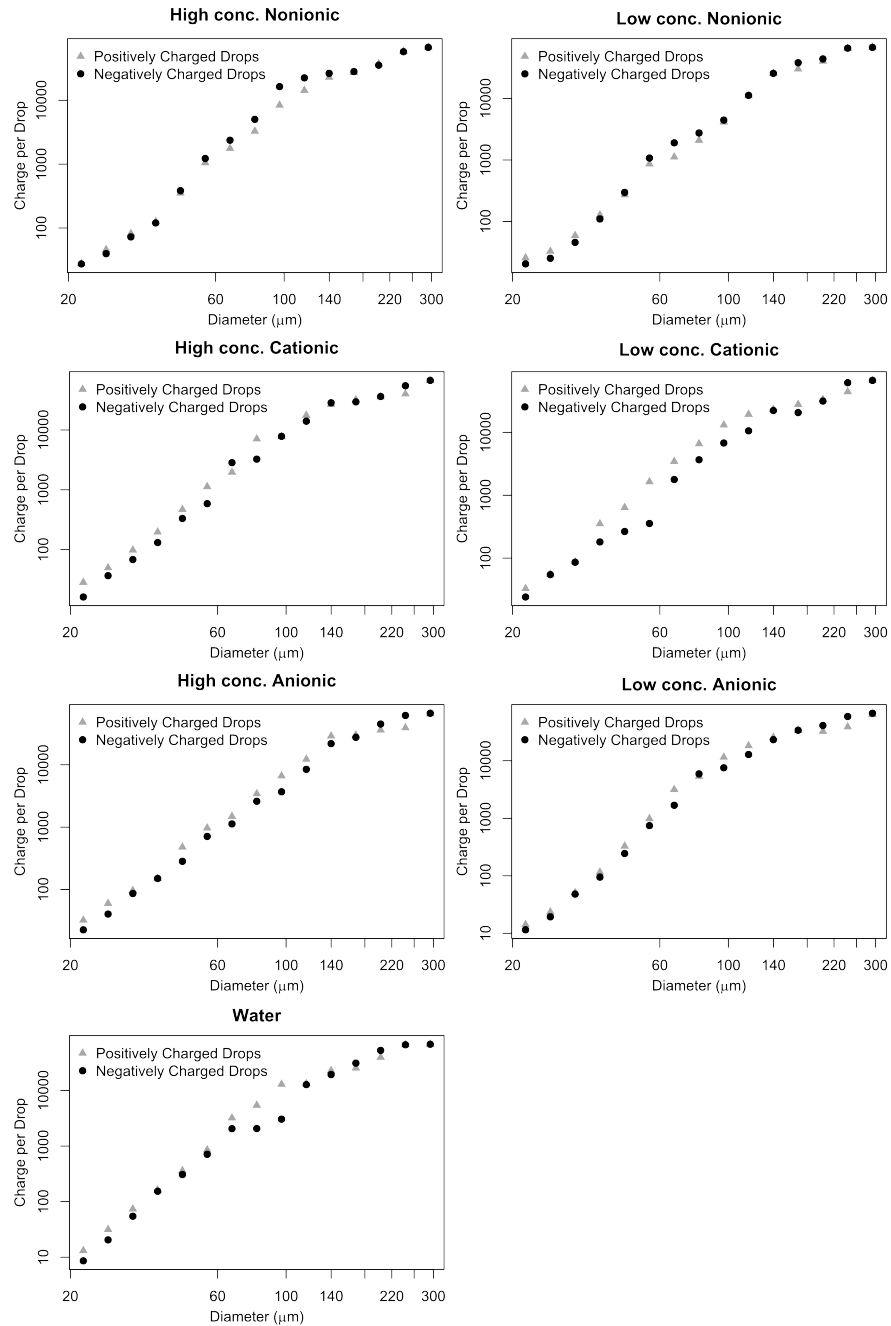 High conc. Nonionic
Positively Charged Drops
Negatively Charged Drops
Charge per Drop
10000
1000
100
20 60 100 140 220 300
Diameter (μm)
Low conc. Nonionic
Positively Charged Drops
Negatively Charged Drops
Charge per Drop
10000
1000
100
20 60 100 140 220 300
Diameter (μm)
High conc. Cationic
Positively Charged Drops
Negatively Charged Drops
Charge per Drop
10000
1000
100
20 60 100 140 220 300
Diameter (μm)
Low conc. Cationic
Positively Charged Drops
Negatively Charged Drops
Charge per Drop
10000
1000
100
20 60 100 140 220 300
Diameter (μm)
High conc. Anionic
Positively Charged Drops
Negatively Charged Drops
Charge per Drop
10000
1000
100
20 60 100 140 220 300
Diameter (μm)
Low conc. Anionic
Positively Charged Drops
Negatively Charged Drops
Charge per Drop
10000
1000
100
10
20 60 100 140 220 300
Diameter (μm)
Water
Positively Charged Drops
Negatively Charged Drops
Charge per Drop
10000
1000
100
10
20 60 100 140 220 300
Diameter (μm)